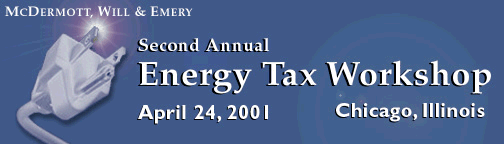 McDermott, Will & Emery
Second Annual
Energy Tax Workshop
April 24, 2001 Chicago, Illinois